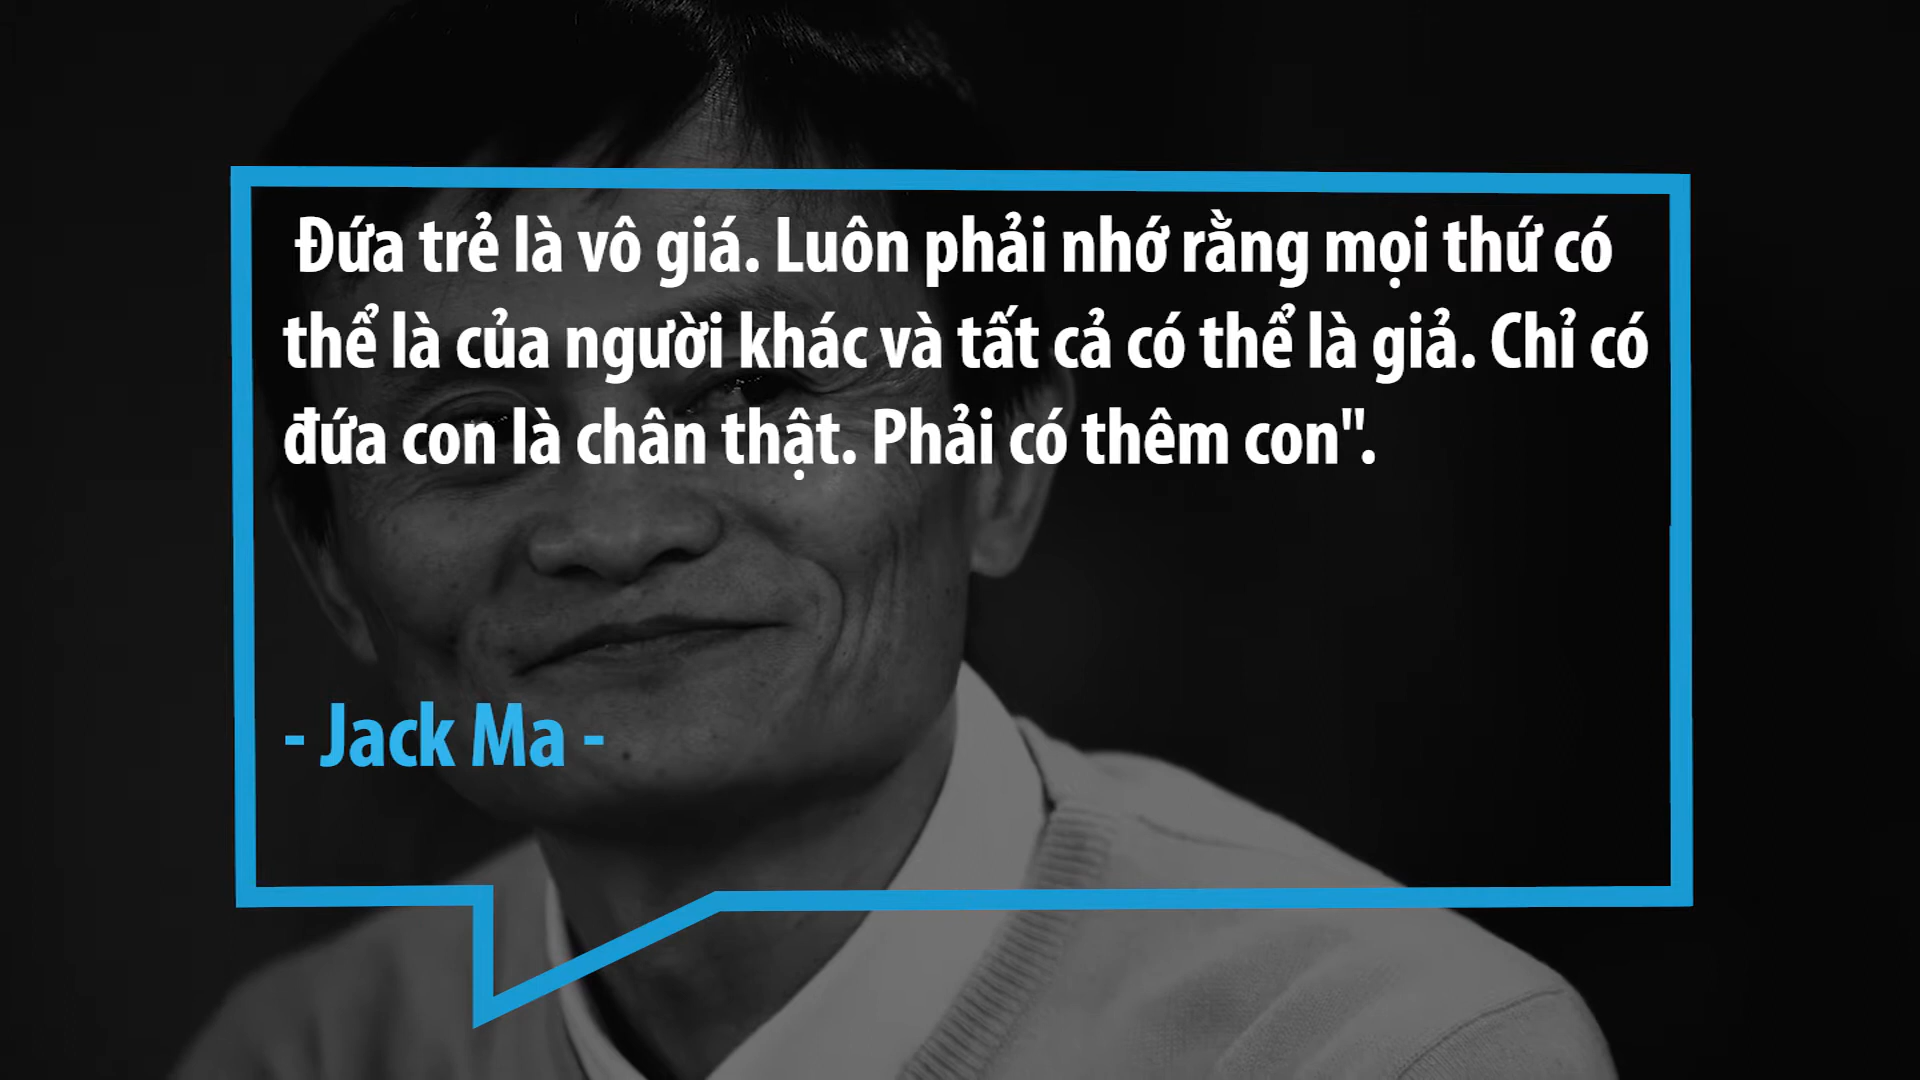 Đứa trẻ là vô giá. Luôn phải nhớ rằng mọi thứ có
thể là của người khác và tất cả có thể là giả. Chỉ có
đứa con là chân thật. Phải có thêm con".
- Jack Ma -